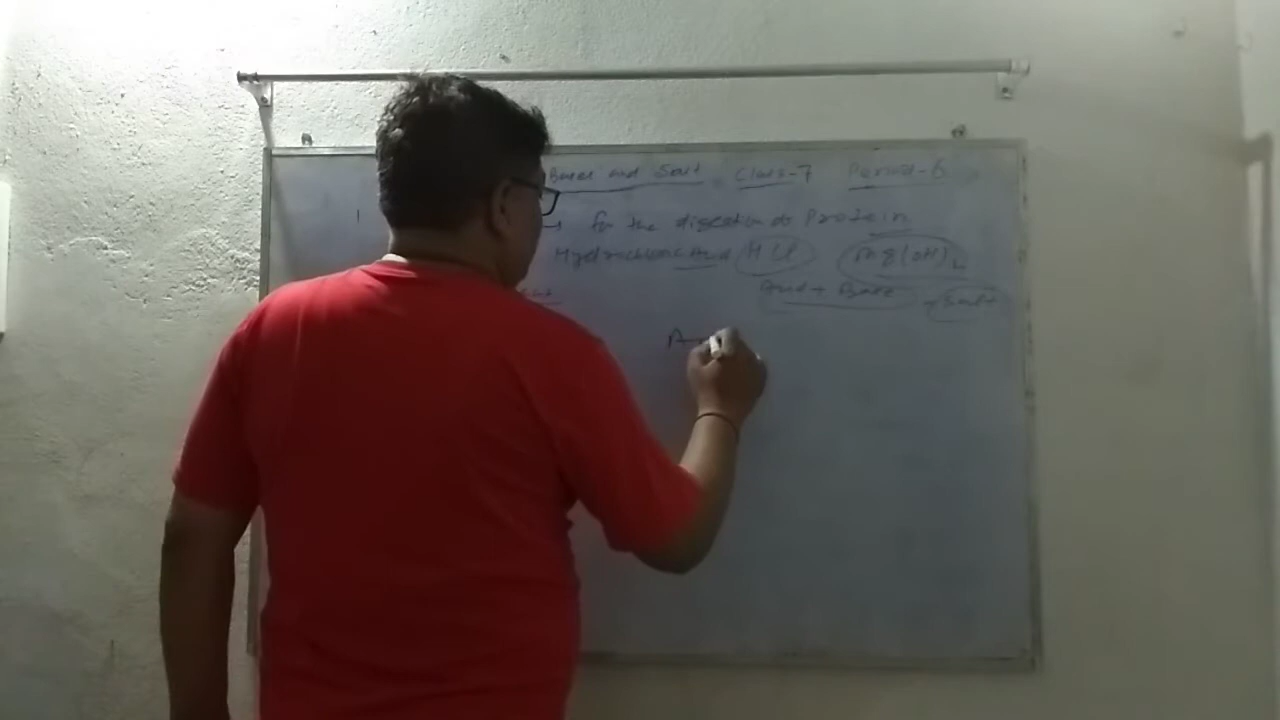 Bases and Salt Class-7 Period-6
1 → for the digestion of Protein
Hydrochloric Acid HCl Mg(OH)2
Acid + Base → Salt
A